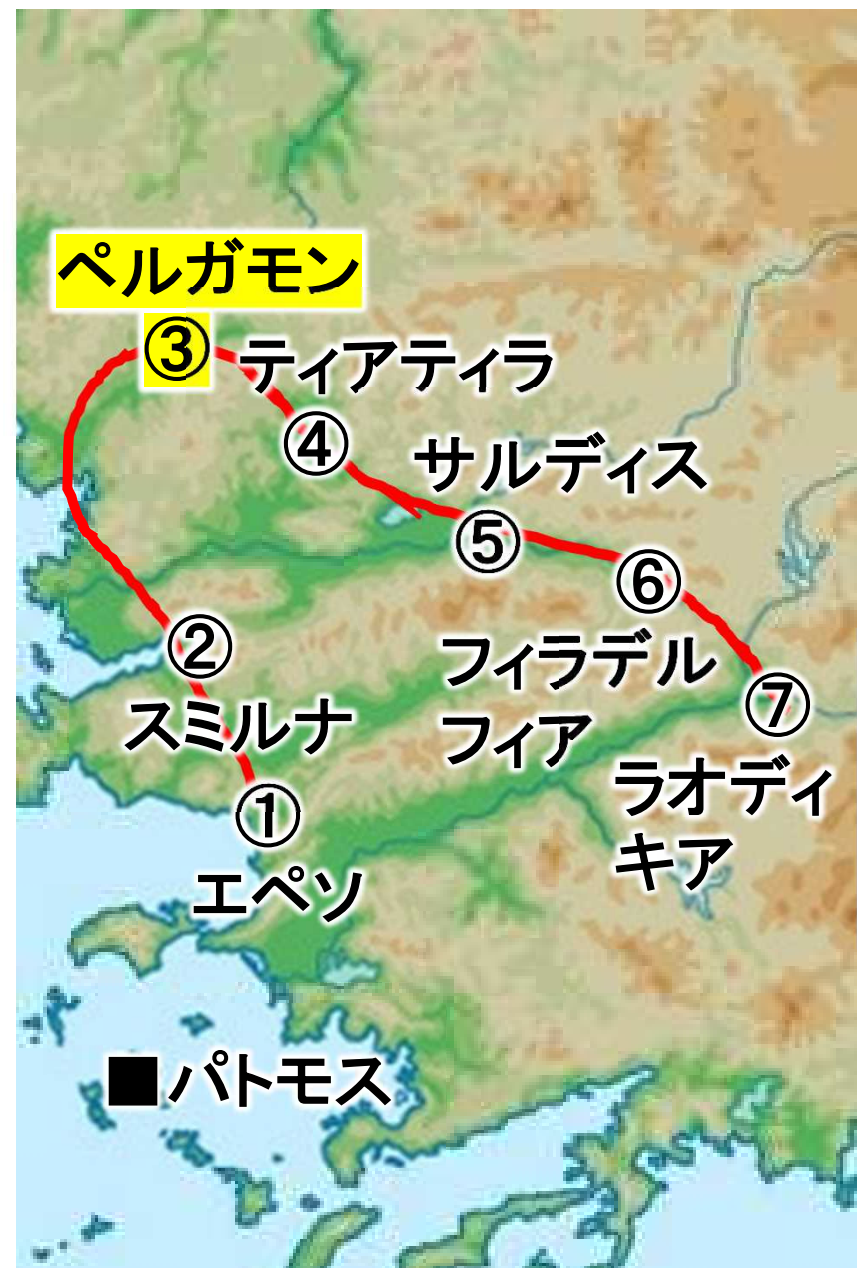 ペルガモン
③
ティアティラ
④
サルディス
⑤
⑥
②
フィラデル
フィア
⑦
スミルナ
ラオディ
キア
①
エペソ
■パトモス